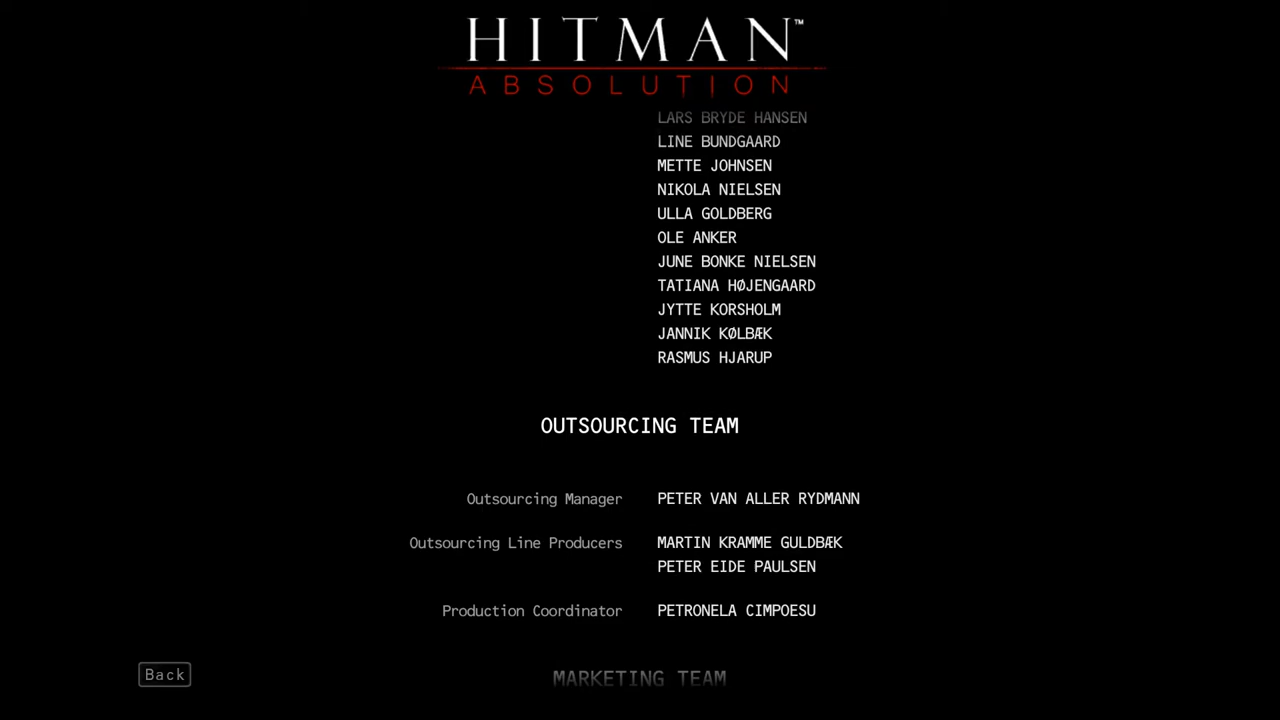 HITMAN™
ABSOLUTION
LARS BRYDE HANSEN
LINE BUNDGAARD
METTE JOHNSEN
NIKOLA NIELSEN
ULLA GOLDBERG
OLE ANKER
JUNE BONKE NIELSEN
TATIANA HØJENGAARD
JYTTE KORSHOLM
JANNIK KØLBÆK
RASMUS HJARUP
OUTSOURCING TEAM
Outsourcing Manager PETER VAN ALLER RYDMANN
Outsourcing Line Producers MARTIN KRAMME GULDBÆK
PETER EIDE PAULSEN
Production Coordinator PETRONELA CIMPOESU
Back
MARKETING TEAM